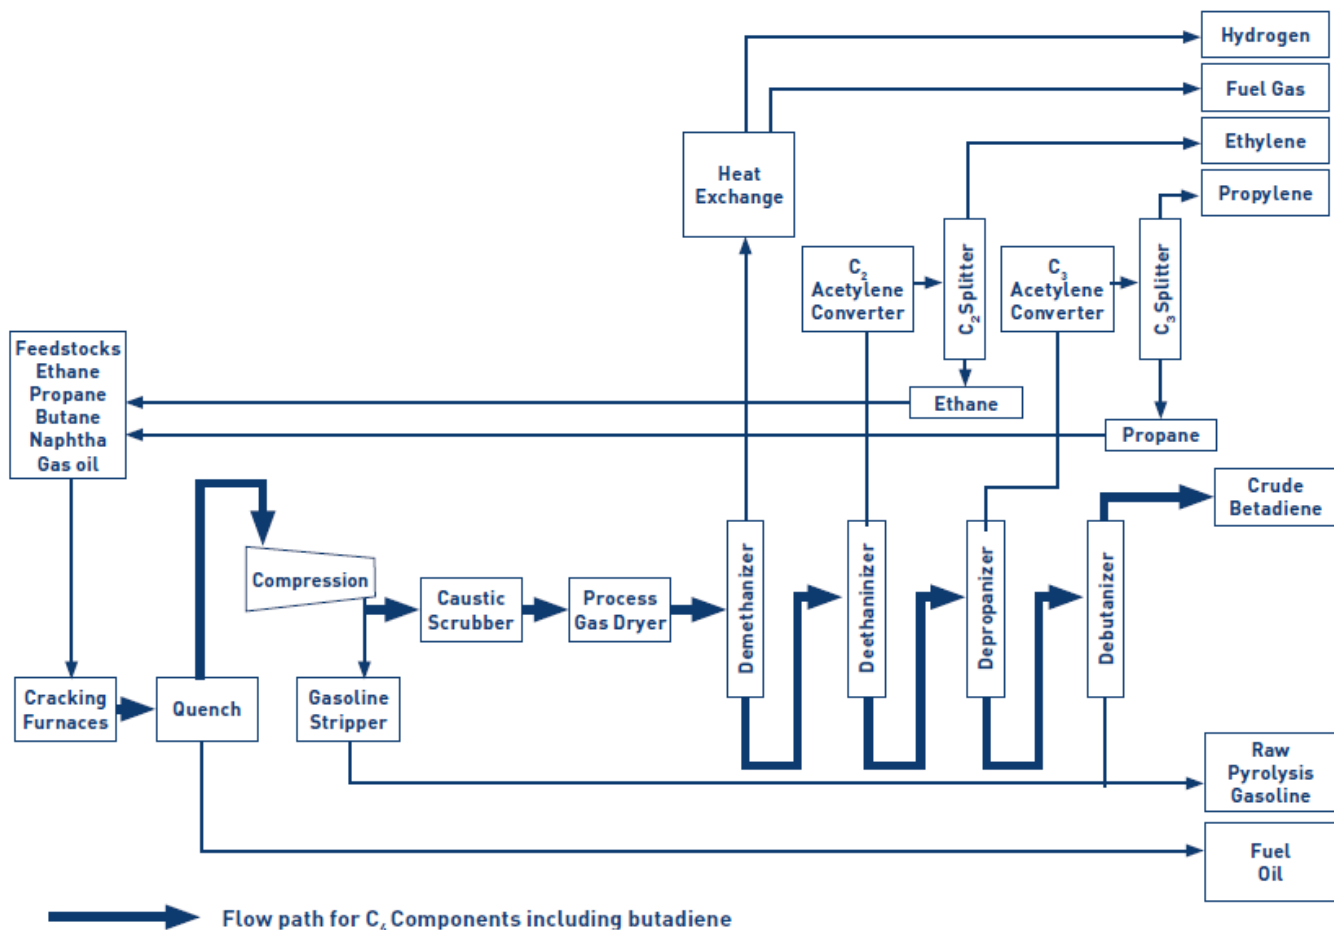 Hydrogen
Fuel Gas
Ethylene
Propylene
Heat
Exchange
C₂
Acetylene
Converter
C₂ Splitter
C₃
Acetylene
Converter
C₃ Splitter
Feedstocks
Ethane
Propane
Butane
Naphtha
Gas oil
Ethane
Propane
Crude
Betadiene
Compression
Caustic
Scrubber
Process
Gas Dryer
Demethanizer
Deethaninizer
Depropanizer
Debutanizer
Cracking
Furnaces
Quench
Gasoline
Stripper
Raw
Pyrolysis
Gasoline
Fuel
Oil
Flow path for C₄ Components including butadiene